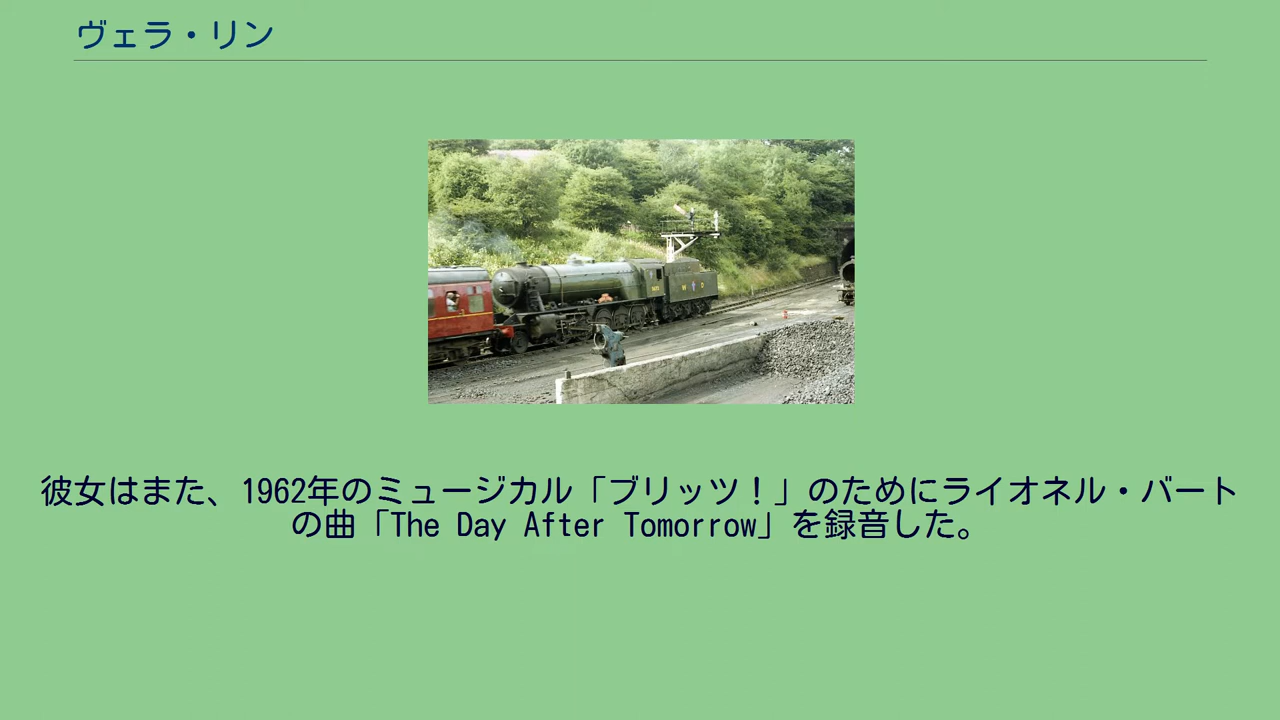 ヴェラ・リン
彼女はまた、1962年のミュージカル「ブリッツ！」のためにライオネル・バート
の曲「The Day After Tomorrow」を録音した。